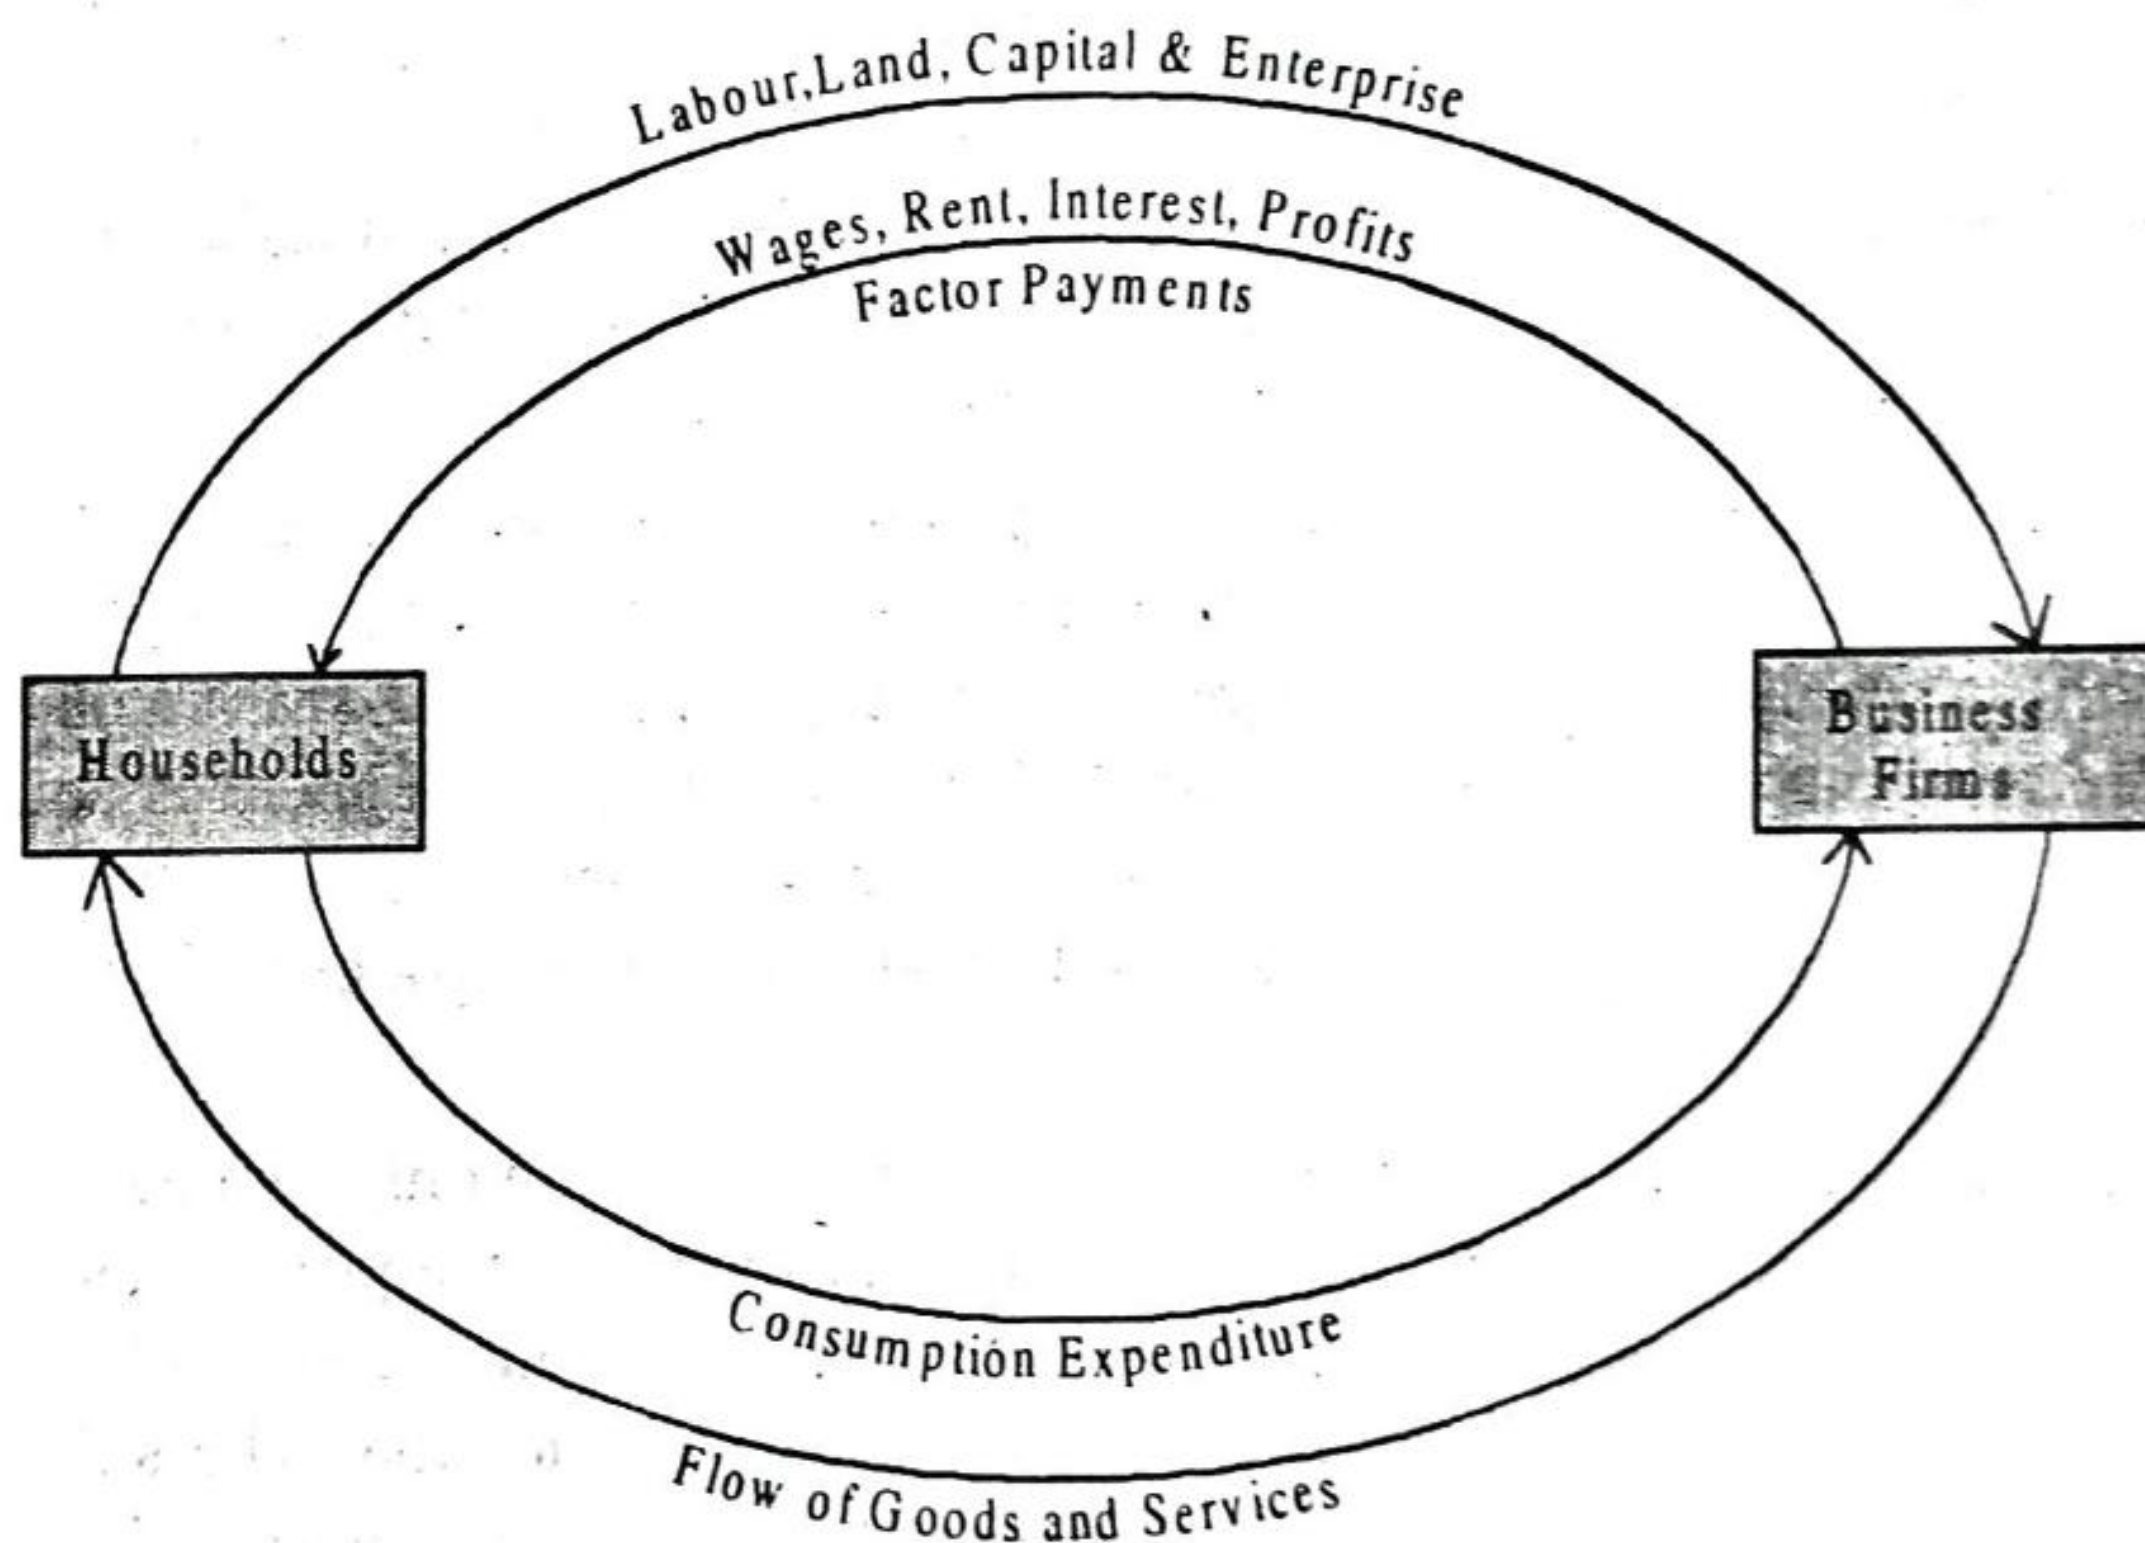 Labour, Land, Capital & Enterprise
Wages, Rent, Interest, Profits
Factor Payments
Households
Business
Firms
Consumption Expenditure
Flow of Goods and Services